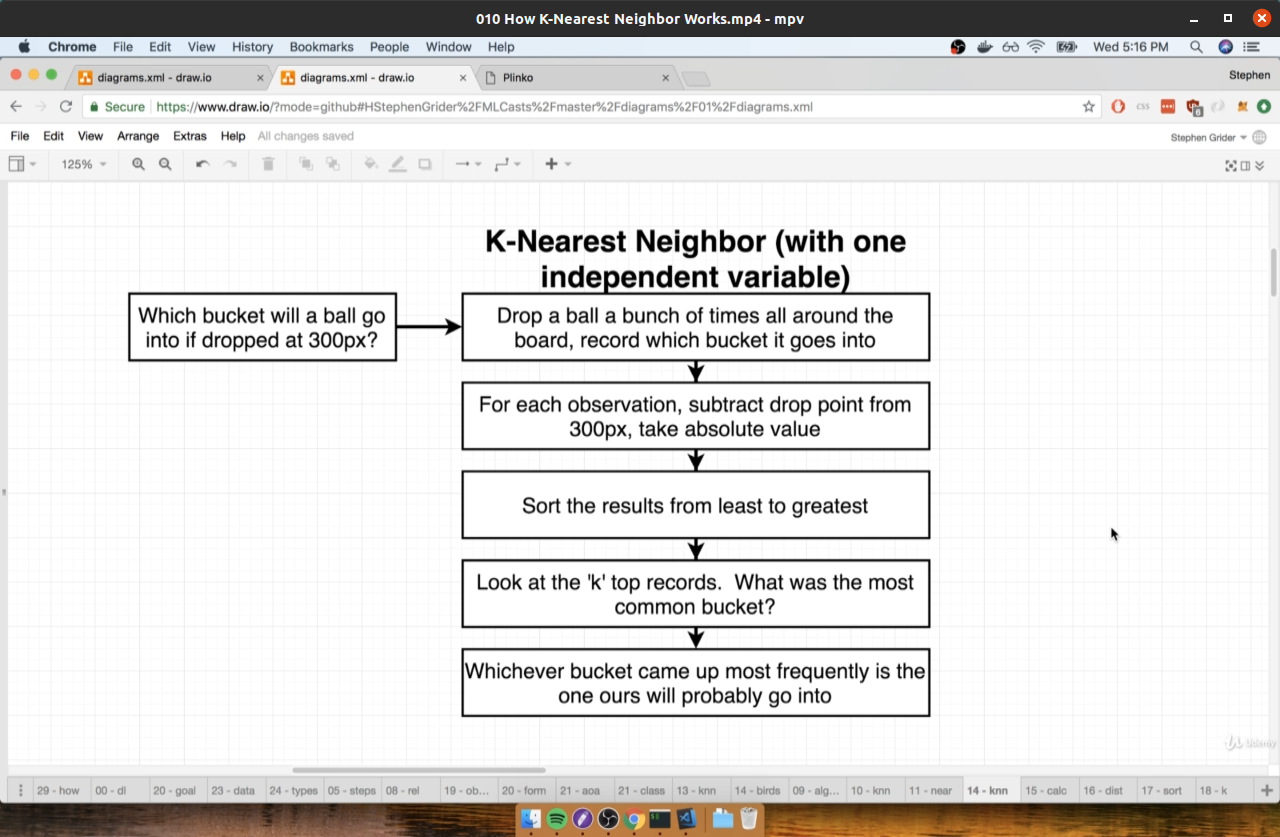 010 How K-Nearest Neighbor Works.mp4 - mpv
Chrome File Edit View History Bookmarks People Window Help
Wed 5:16 PM
diagrams.xml - draw.io
diagrams.xml - draw.io
Plinko
Stephen
Secure https://www.draw.io/?mode=github#HStephenGrider%2FMLCasts%2Fmaster%2Fdiagrams%2F01%2Fdiagrams.xml
CSS
6
File Edit View Arrange Extras Help All changes saved
Stephen Grider
125%
K-Nearest Neighbor (with one
independent variable)
Which bucket will a ball go
into if dropped at 300px?
Drop a ball a bunch of times all around the
board, record which bucket it goes into
For each observation, subtract drop point from
300px, take absolute value
Sort the results from least to greatest
Look at the 'k' top records. What was the most
common bucket?
Whichever bucket came up most frequently is the
one ours will probably go into
Udemy
29 - how 00 - dl 20 - goal 23 - data 24 - types 05 - steps 08 - rel 19 - ob... 20 - form 21 - aoa 21 - class 13 - knn 14 - birds 09 - alg... 10 - knn 11 - near 14 - knn 15 - calc 16 - dist 17 - sort 18 - k